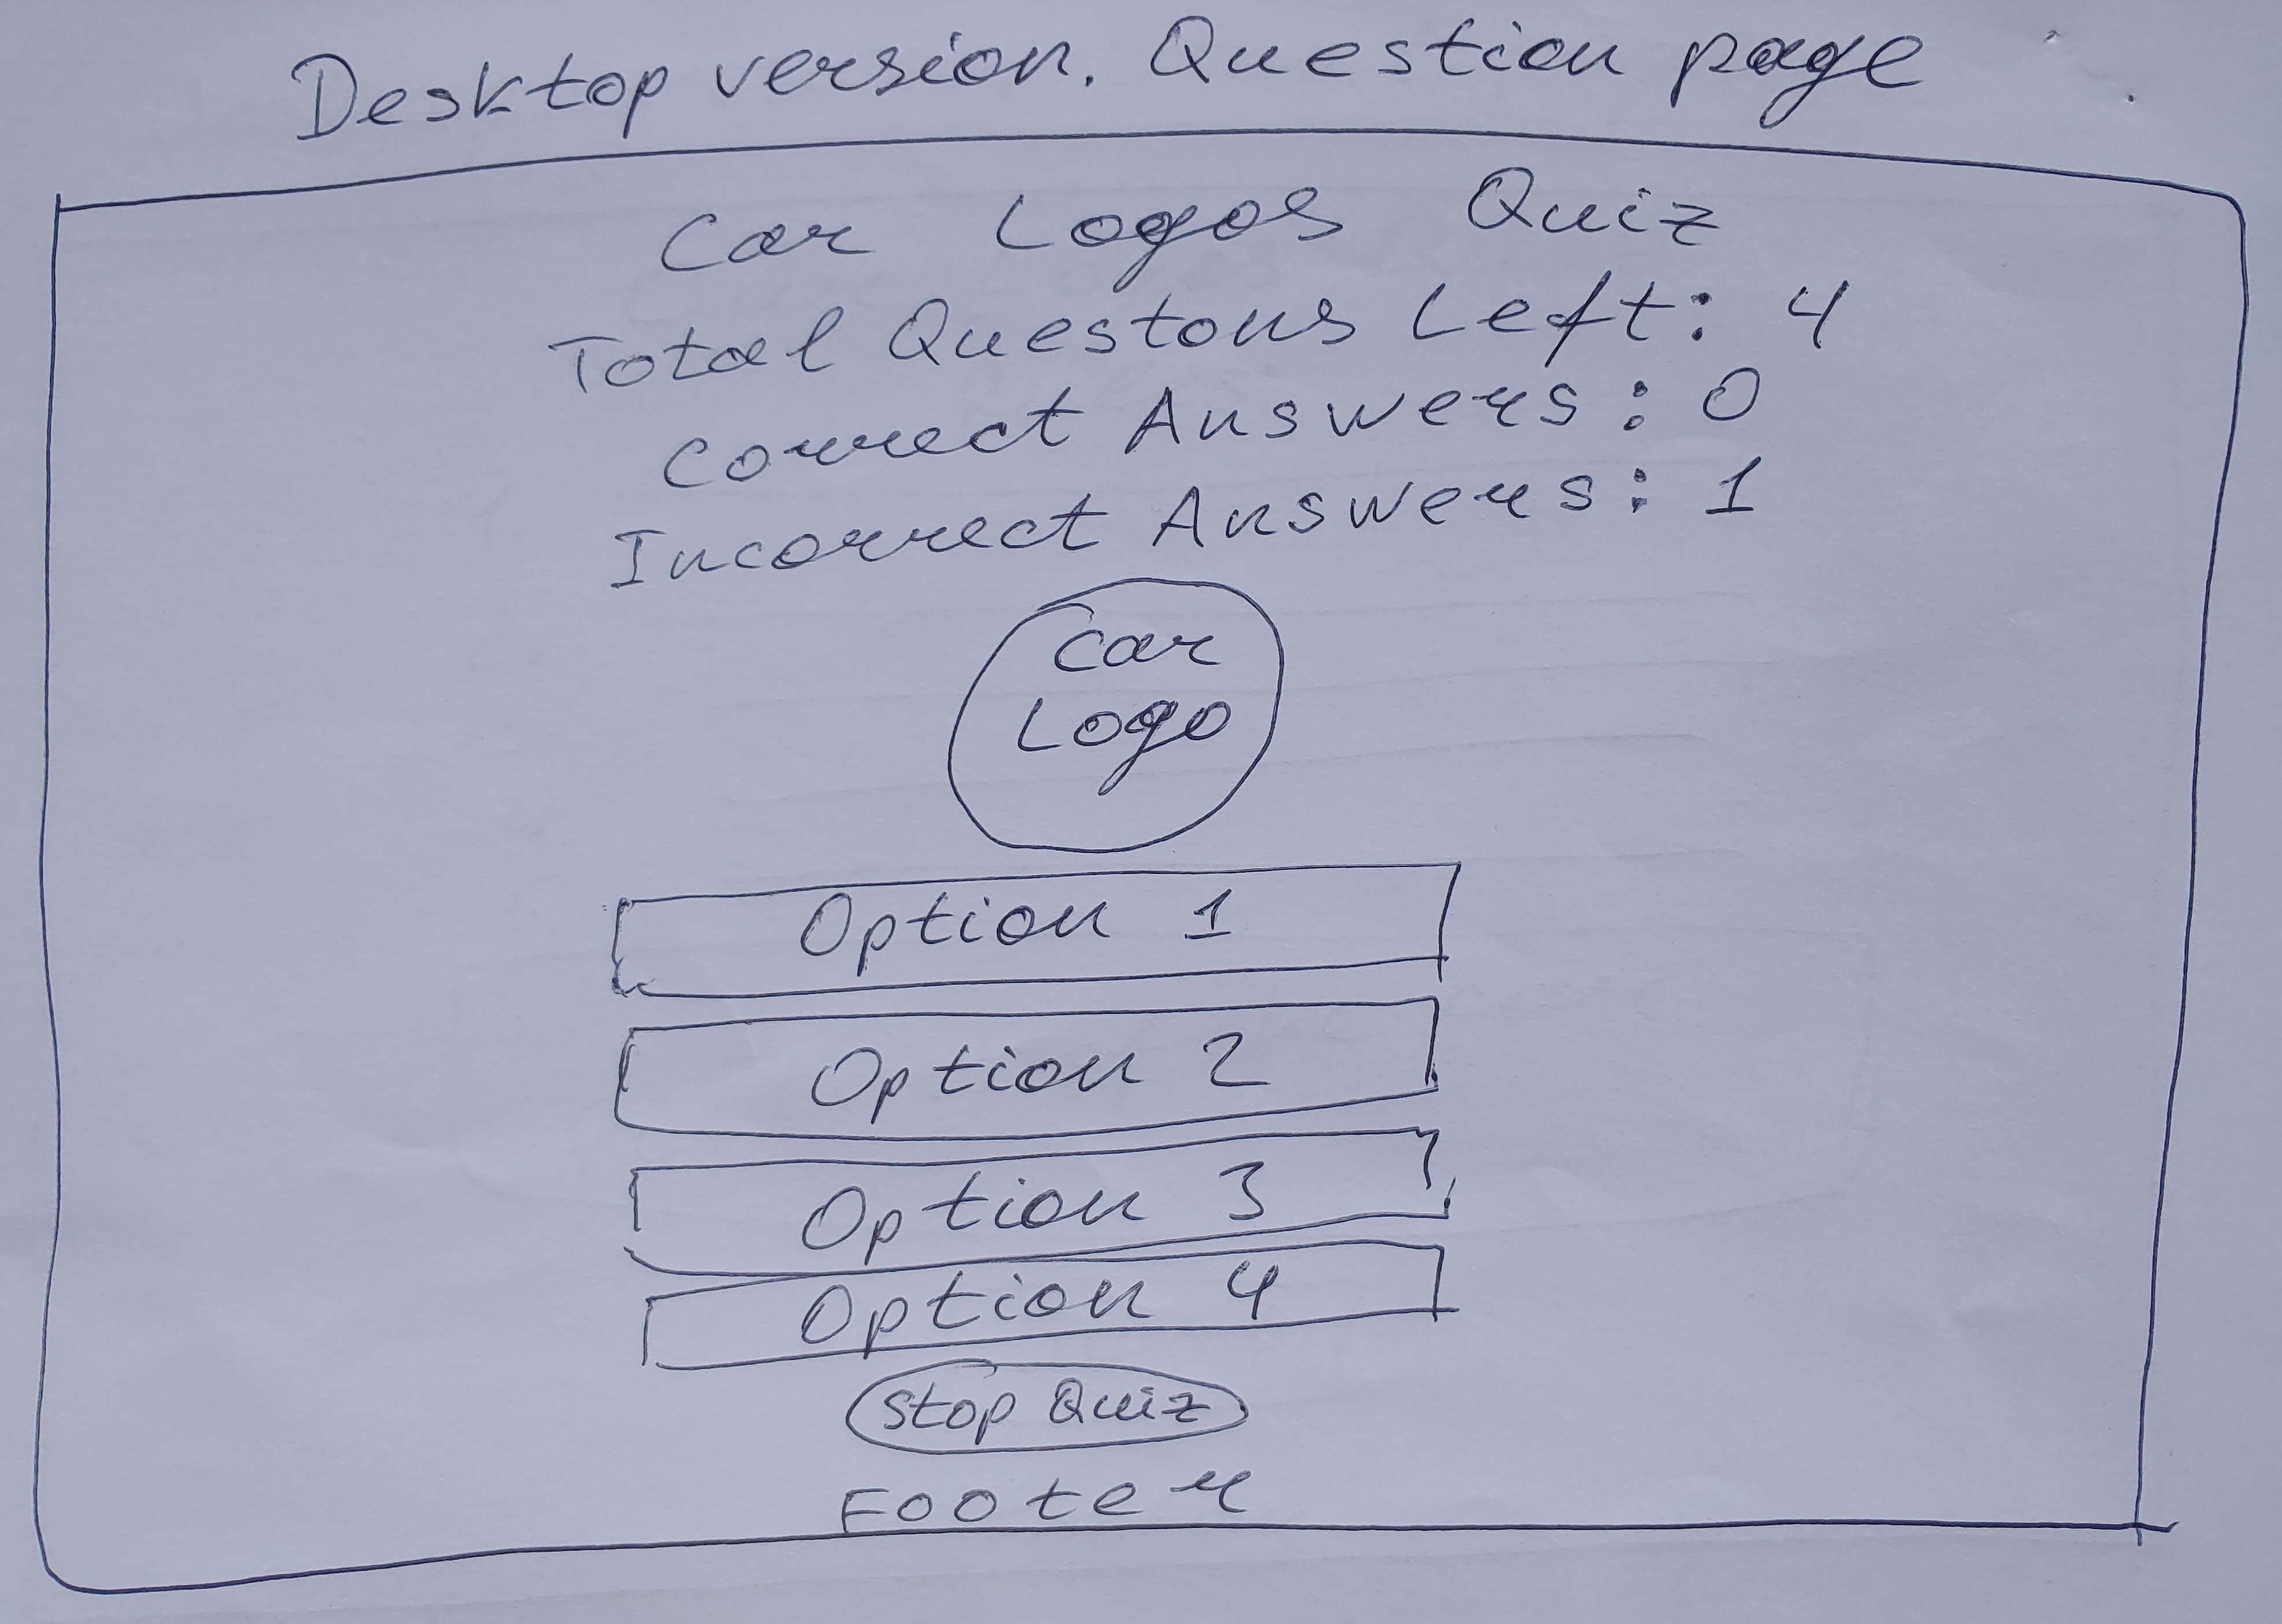 Desktop version. Question page
Car Logos Quiz
Total Questons Left: 4
Correct Answers: 0
Incorrect Answers: 1
Car
Logo
Option 1
Option 2
Option 3
Option 4
Stop Quiz
Footer